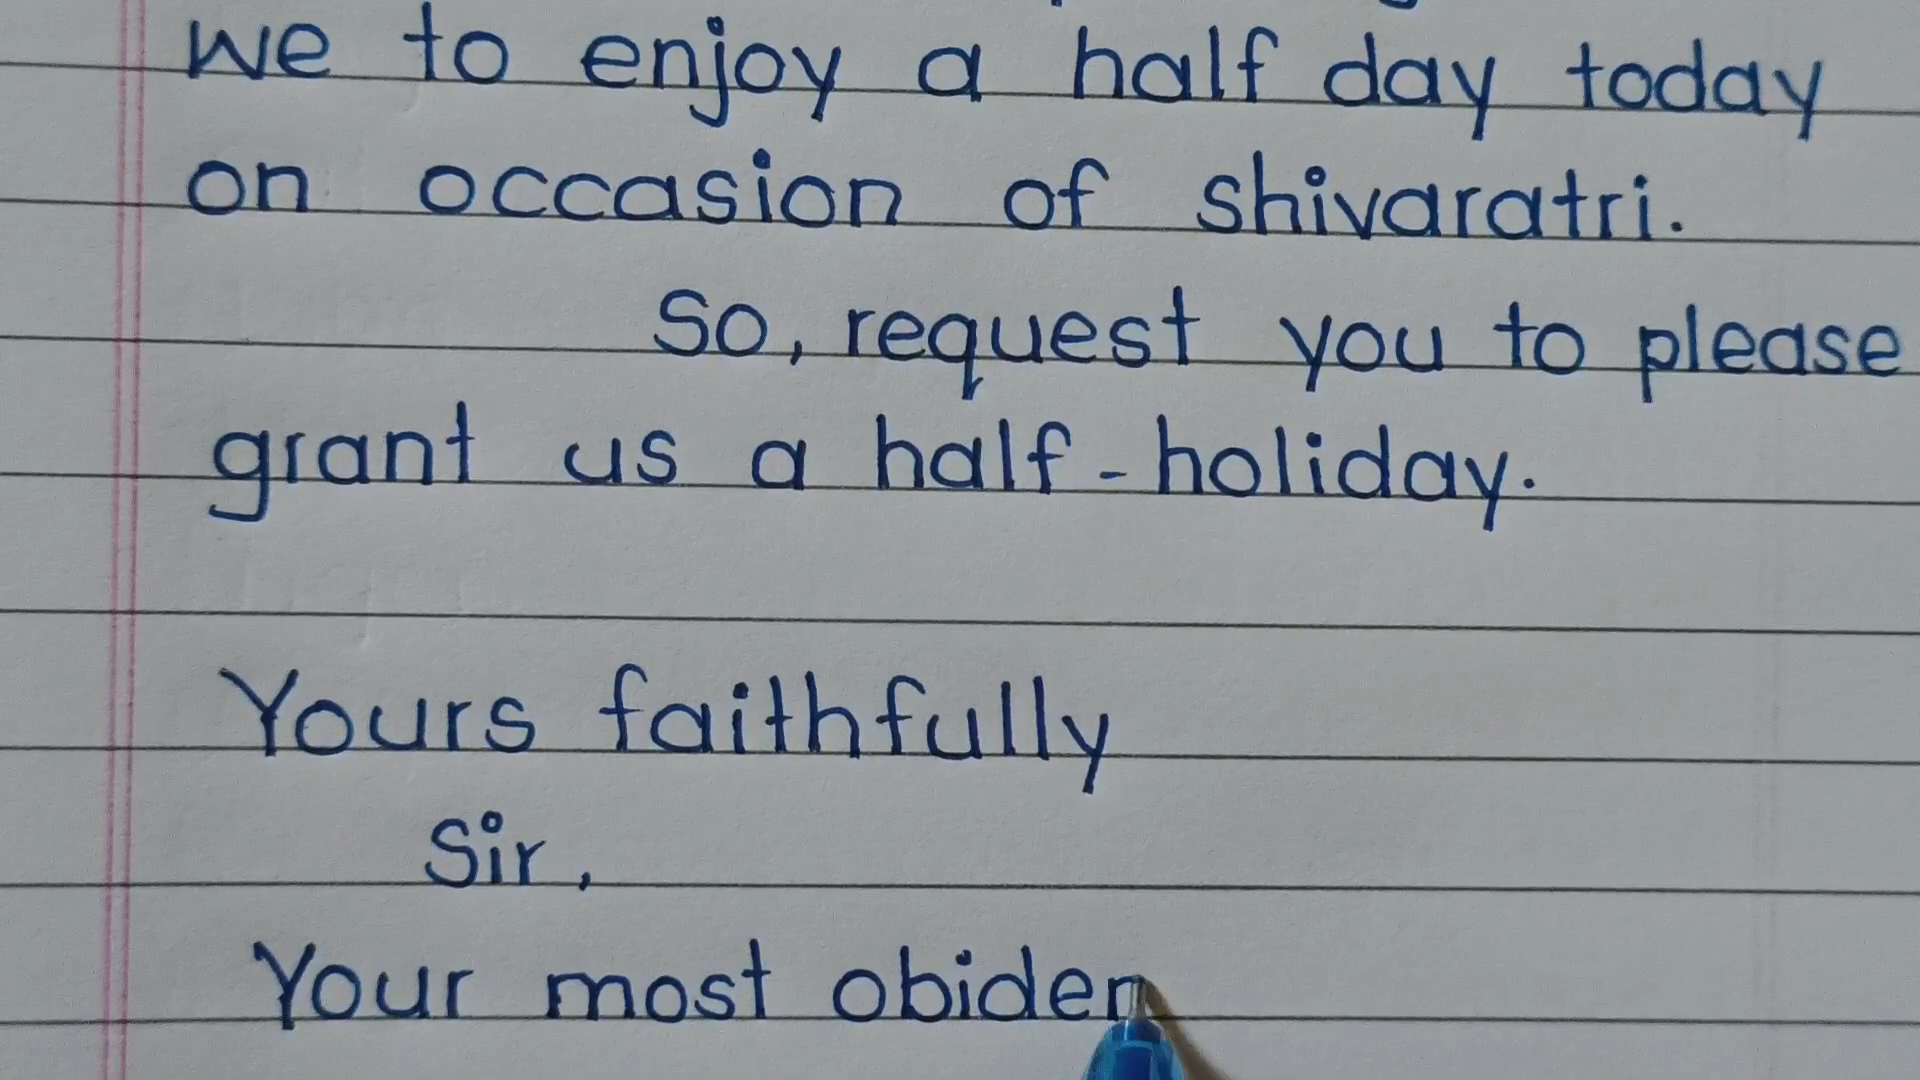 we to enjoy a half day today
on occasion of shivaratri.
So, request you to please
grant us a half-holiday.
Yours faithfully
Sir,
Your most obiden